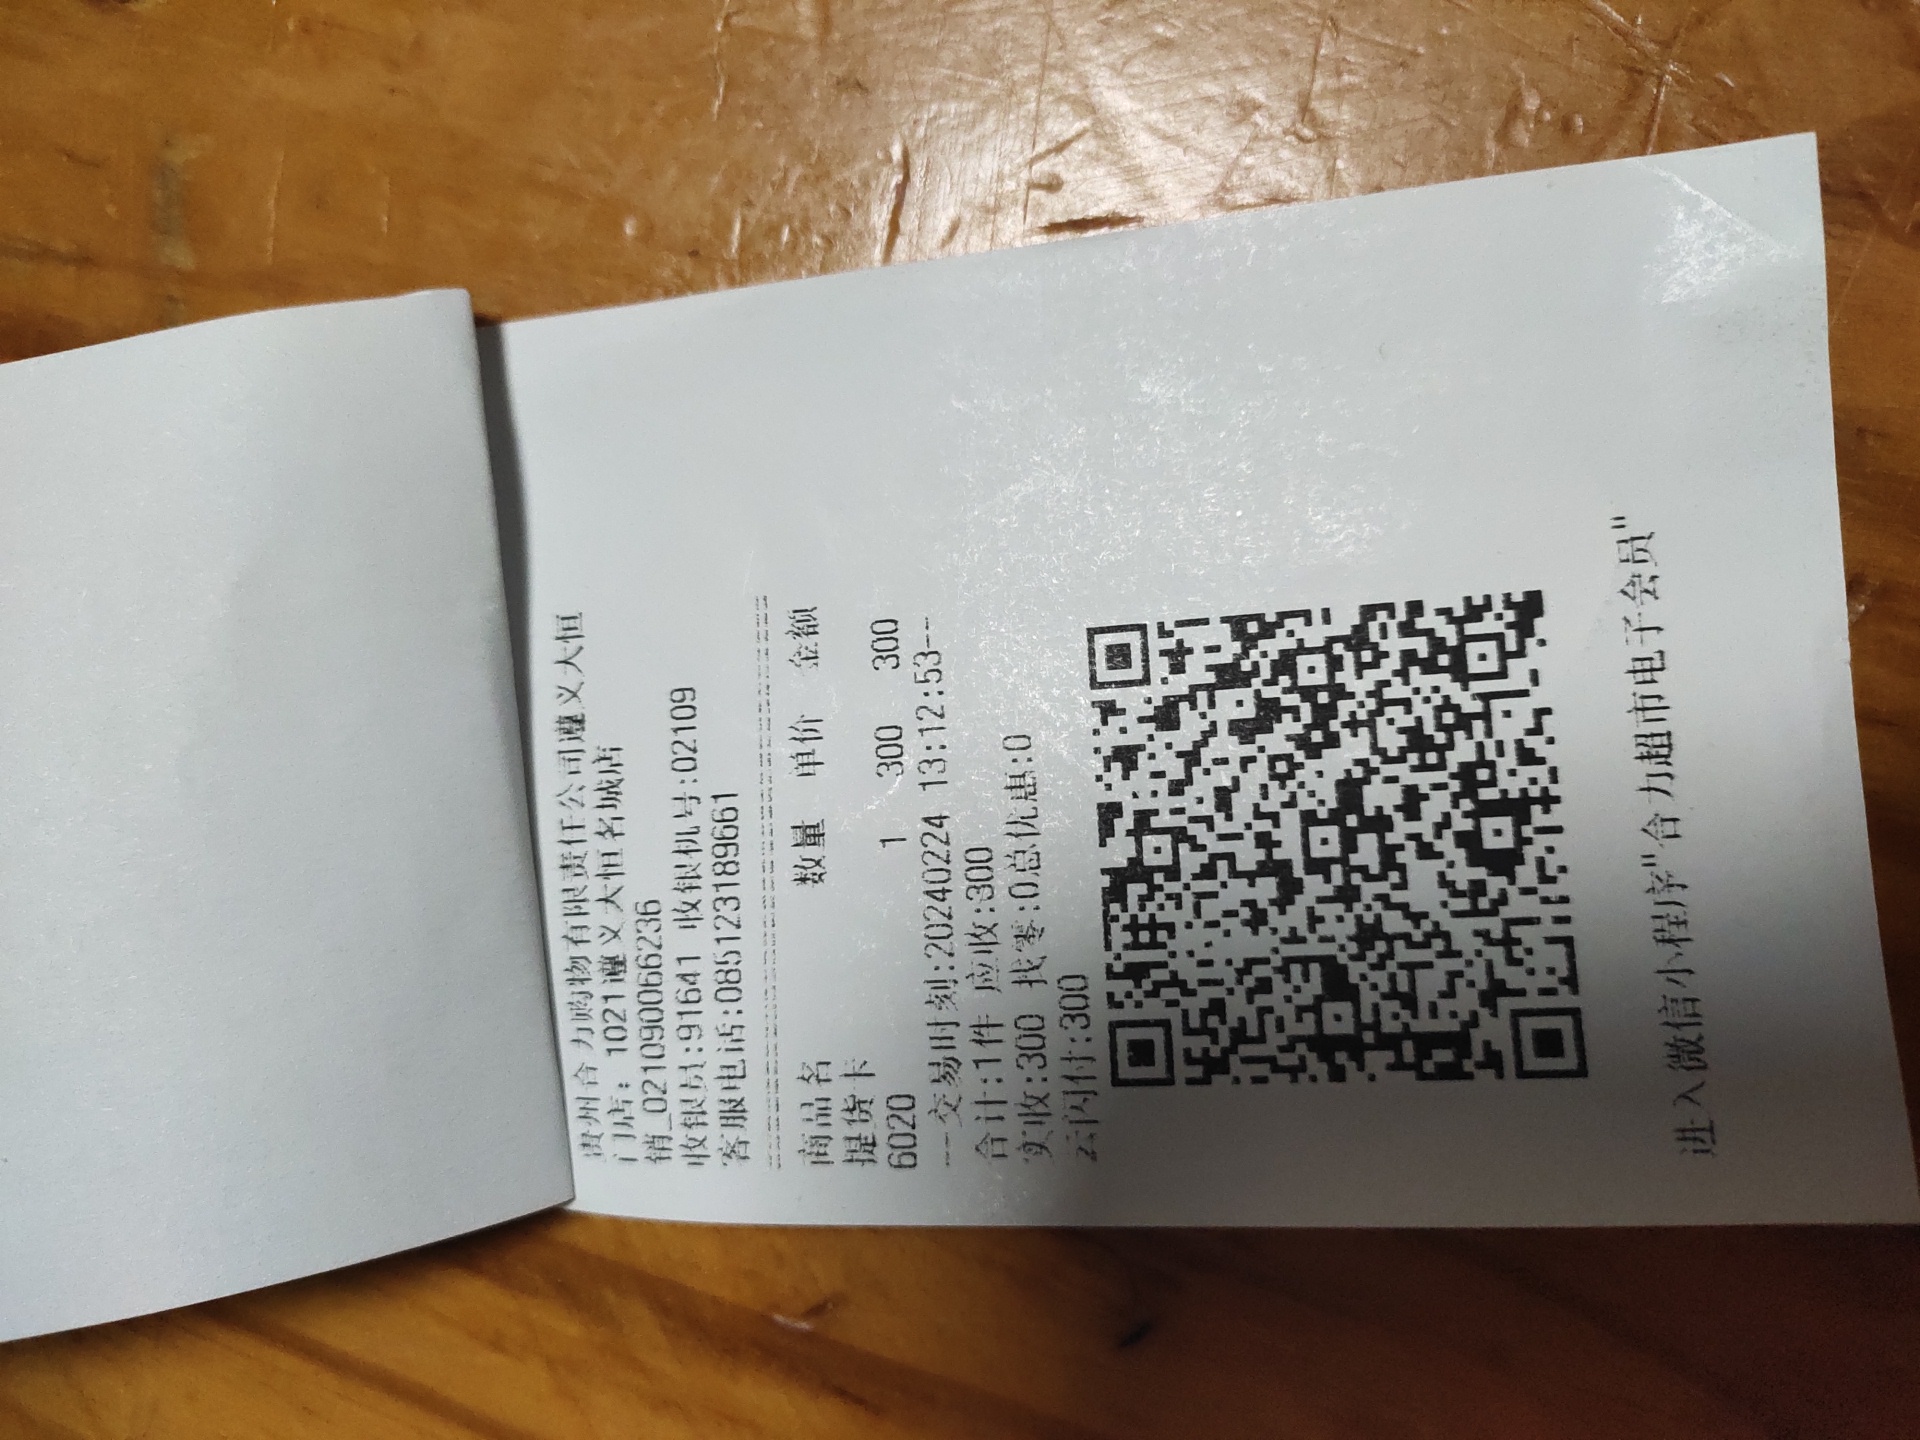 贵州合力购物有限责任公司遵义大恒
门店：1021遵义大恒名城店
销_02109066236
收银员:91641 收银机号:02109
客服电话:085123189661
商品名 数量 单价 金额
提货卡
6020 1 300 300
---交易时刻:20240224 13:12:53--
合计:1件 应收:300
实收:300 找零:0总优惠:0
云闪付:300
进入微信小程序"合力超市电子会员"